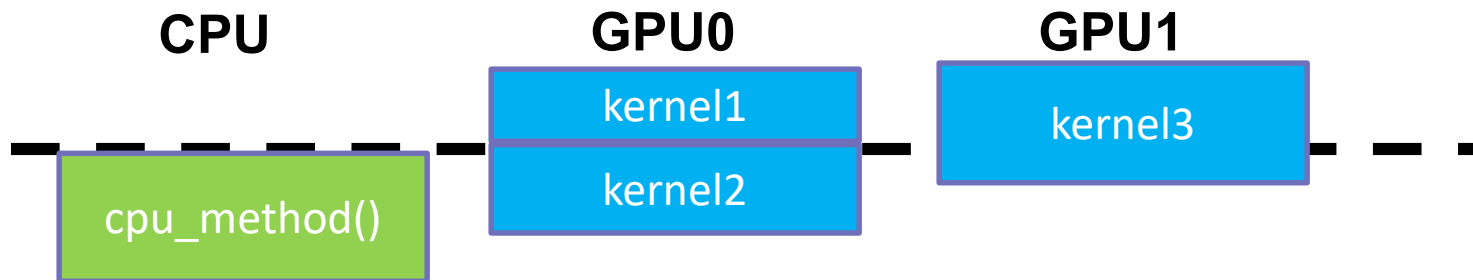 CPU
GPU0
GPU1
kernel1
kernel3
kernel2
cpu_method()